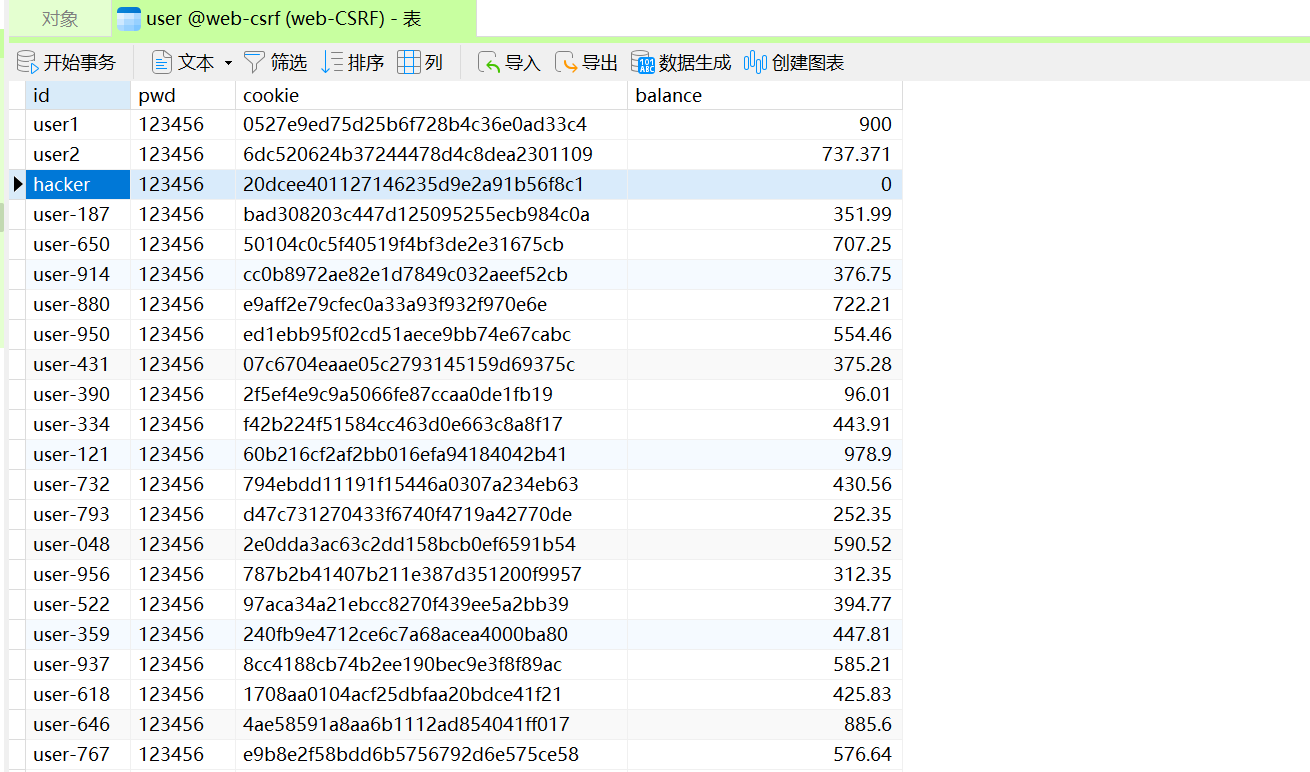 对象 user @web-csrf (web-CSRF) - 表
开始事务 文本 筛选 排序 列 导入 导出 数据生成 创建图表
id pwd cookie balance
user1 123456 0527e9ed75d25b6f728b4c36e0ad33c4 900
user2 123456 6dc520624b37244478d4c8dea2301109 737.371
hacker 123456 20dcee401127146235d9e2a91b56f8c1 0
user-187 123456 bad308203c447d125095255ecb984c0a 351.99
user-650 123456 50104c0c5f40519f4bf3de2e31675cb 707.25
user-914 123456 cc0b8972ae82e1d7849c032aeef52cb 376.75
user-880 123456 e9aff2e79cfec0a33a93f932f970e6e 722.21
user-950 123456 ed1ebb95f02cd51aece9bb74e67cabc 554.46
user-431 123456 07c6704eaae05c2793145159d69375c 375.28
user-390 123456 2f5ef4e9c9a5066fe87ccaa0de1fb19 96.01
user-334 123456 f42b224f51584cc463d0e663c8a8f17 443.91
user-121 123456 60b216cf2af2bb016efa94184042b41 978.9
user-732 123456 794ebdd11191f15446a0307a234eb63 430.56
user-793 123456 d47c731270433f6740f4719a42770de 252.35
user-048 123456 2e0dda3ac63c2dd158bcb0ef6591b54 590.52
user-956 123456 787b2b41407b211e387d351200f9957 312.35
user-522 123456 97aca34a21ebcc8270f439ee5a2bb39 394.77
user-359 123456 240fb9e4712ce6c7a68acea4000ba80 447.81
user-937 123456 8cc4188cb74b2ee190bec9e3f8f89ac 585.21
user-618 123456 1708aa0104acf25dbfaa20bdce41f21 425.83
user-646 123456 4ae58591a8aa6b1112ad854041ff017 885.6
user-767 123456 e9b8e2f58bdd6b5756792d6e575ce58 576.64